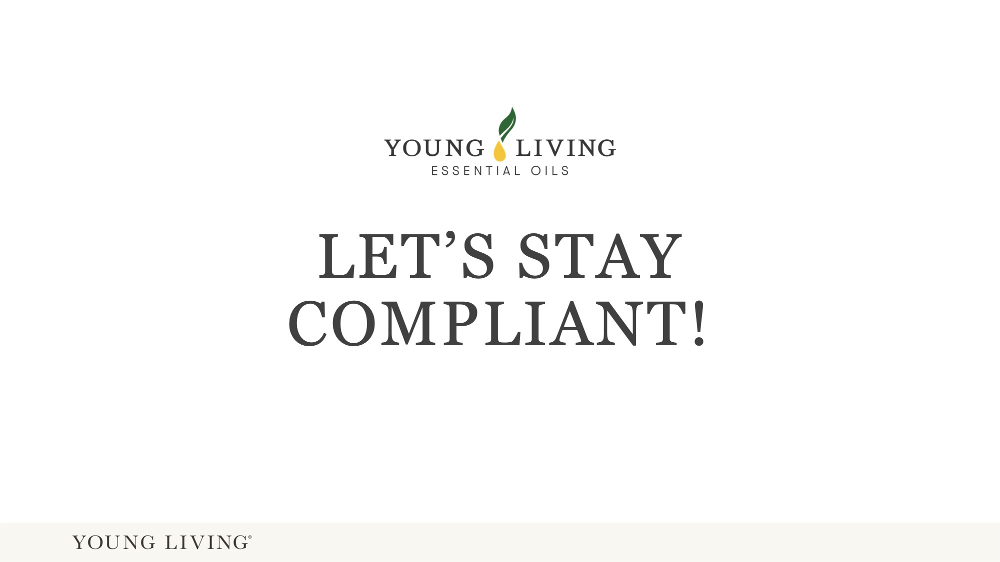 YOUNG LIVING
ESSENTIAL OILS
LET’S STAY
COMPLIANT!
YOUNG LIVING®